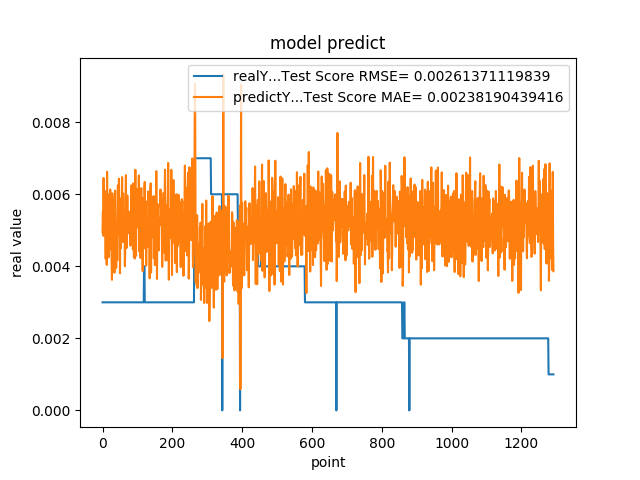 model predict
realY...Test Score RMSE= 0.00261371119839
predictY...Test Score MAE= 0.00238190439416
real value
0.008
0.006
0.004
0.002
0.000
0 200 400 600 800 1000 1200
point